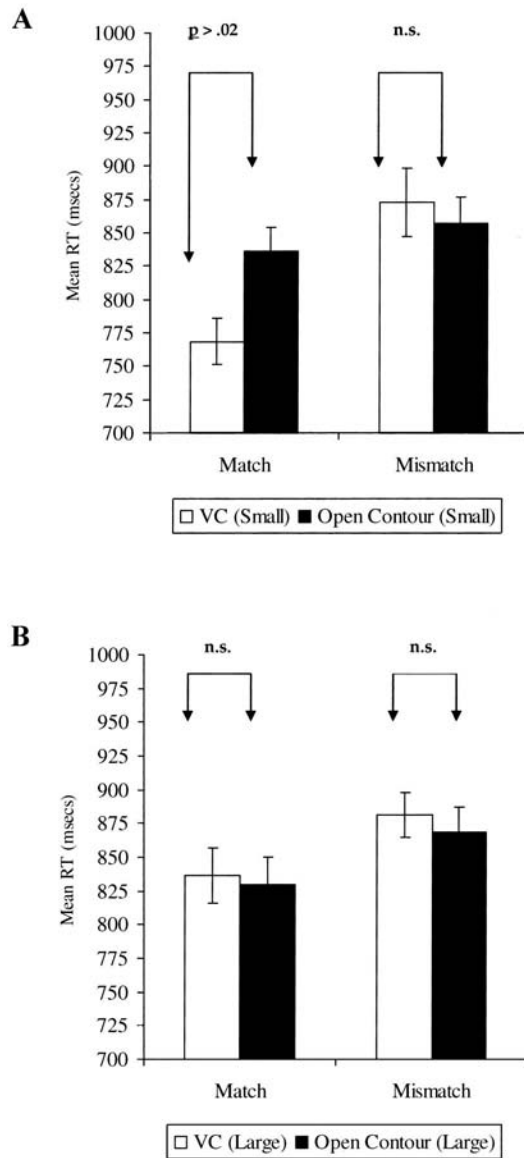 A
p > .02
n.s.
1000
975
950
925
900
875
850
825
800
775
750
725
700
Mean RT (msecs)
Match
Mismatch
VC (Small)
Open Contour (Small)
B
n.s.
n.s.
1000
975
950
925
900
875
850
825
800
775
750
725
700
Mean RT (msecs)
Match
Mismatch
VC (Large)
Open Contour (Large)